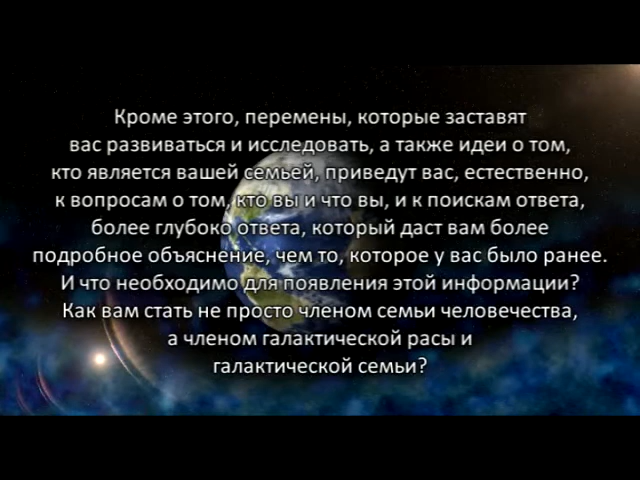 Кроме этого, перемены, которые заставят
вас развиваться и исследовать, а также идеи о том,
кто является вашей семьей, приведут вас, естественно,
к вопросам о том, кто вы и что вы, и к поискам ответа,
более глубоко ответа, который даст вам более
подробное объяснение, чем то, которое у вас было ранее.
И что необходимо для появления этой информации?
Как вам стать не просто членом семьи человечества,
а членом галактической расы и
галактической семьи?